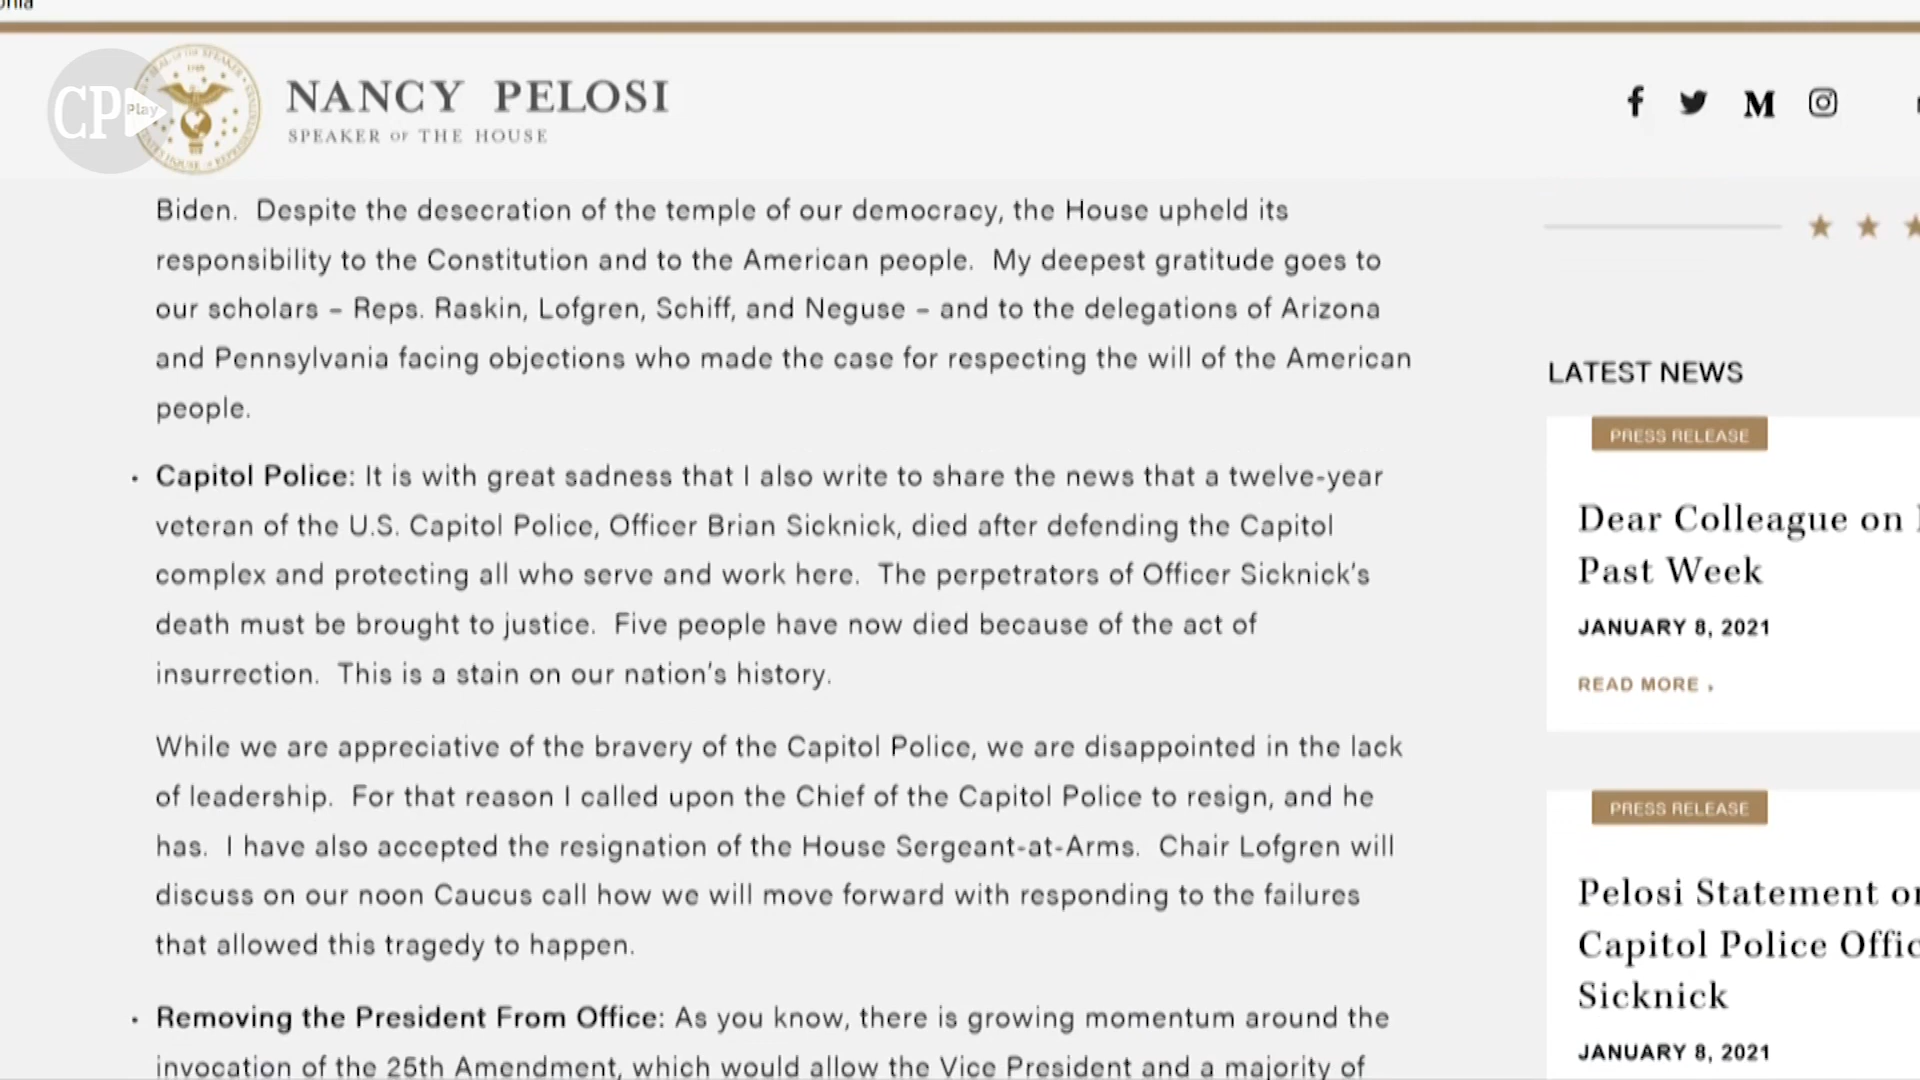 CP Play
NANCY PELOSI
SPEAKER OF THE HOUSE
Biden. Despite the desecration of the temple of our democracy, the House upheld its
responsibility to the Constitution and to the American people. My deepest gratitude goes to
our scholars – Reps. Raskin, Lofgren, Schiff, and Neguse – and to the delegations of Arizona
and Pennsylvania facing objections who made the case for respecting the will of the American
people.
• Capitol Police: It is with great sadness that I also write to share the news that a twelve-year
veteran of the U.S. Capitol Police, Officer Brian Sicknick, died after defending the Capitol
complex and protecting all who serve and work here. The perpetrators of Officer Sicknick's
death must be brought to justice. Five people have now died because of the act of
insurrection. This is a stain on our nation's history.
While we are appreciative of the bravery of the Capitol Police, we are disappointed in the lack
of leadership. For that reason I called upon the Chief of the Capitol Police to resign, and he
has. I have also accepted the resignation of the House Sergeant-at-Arms. Chair Lofgren will
discuss on our noon Caucus call how we will move forward with responding to the failures
that allowed this tragedy to happen.
• Removing the President From Office: As you know, there is growing momentum around the
invocation of the 25th Amendment, which would allow the Vice President and a majority of
LATEST NEWS
PRESS RELEASE
Dear Colleague on
Past Week
JANUARY 8, 2021
READ MORE ›
PRESS RELEASE
Pelosi Statement
Capitol Police
Sicknick
JANUARY 8, 2021